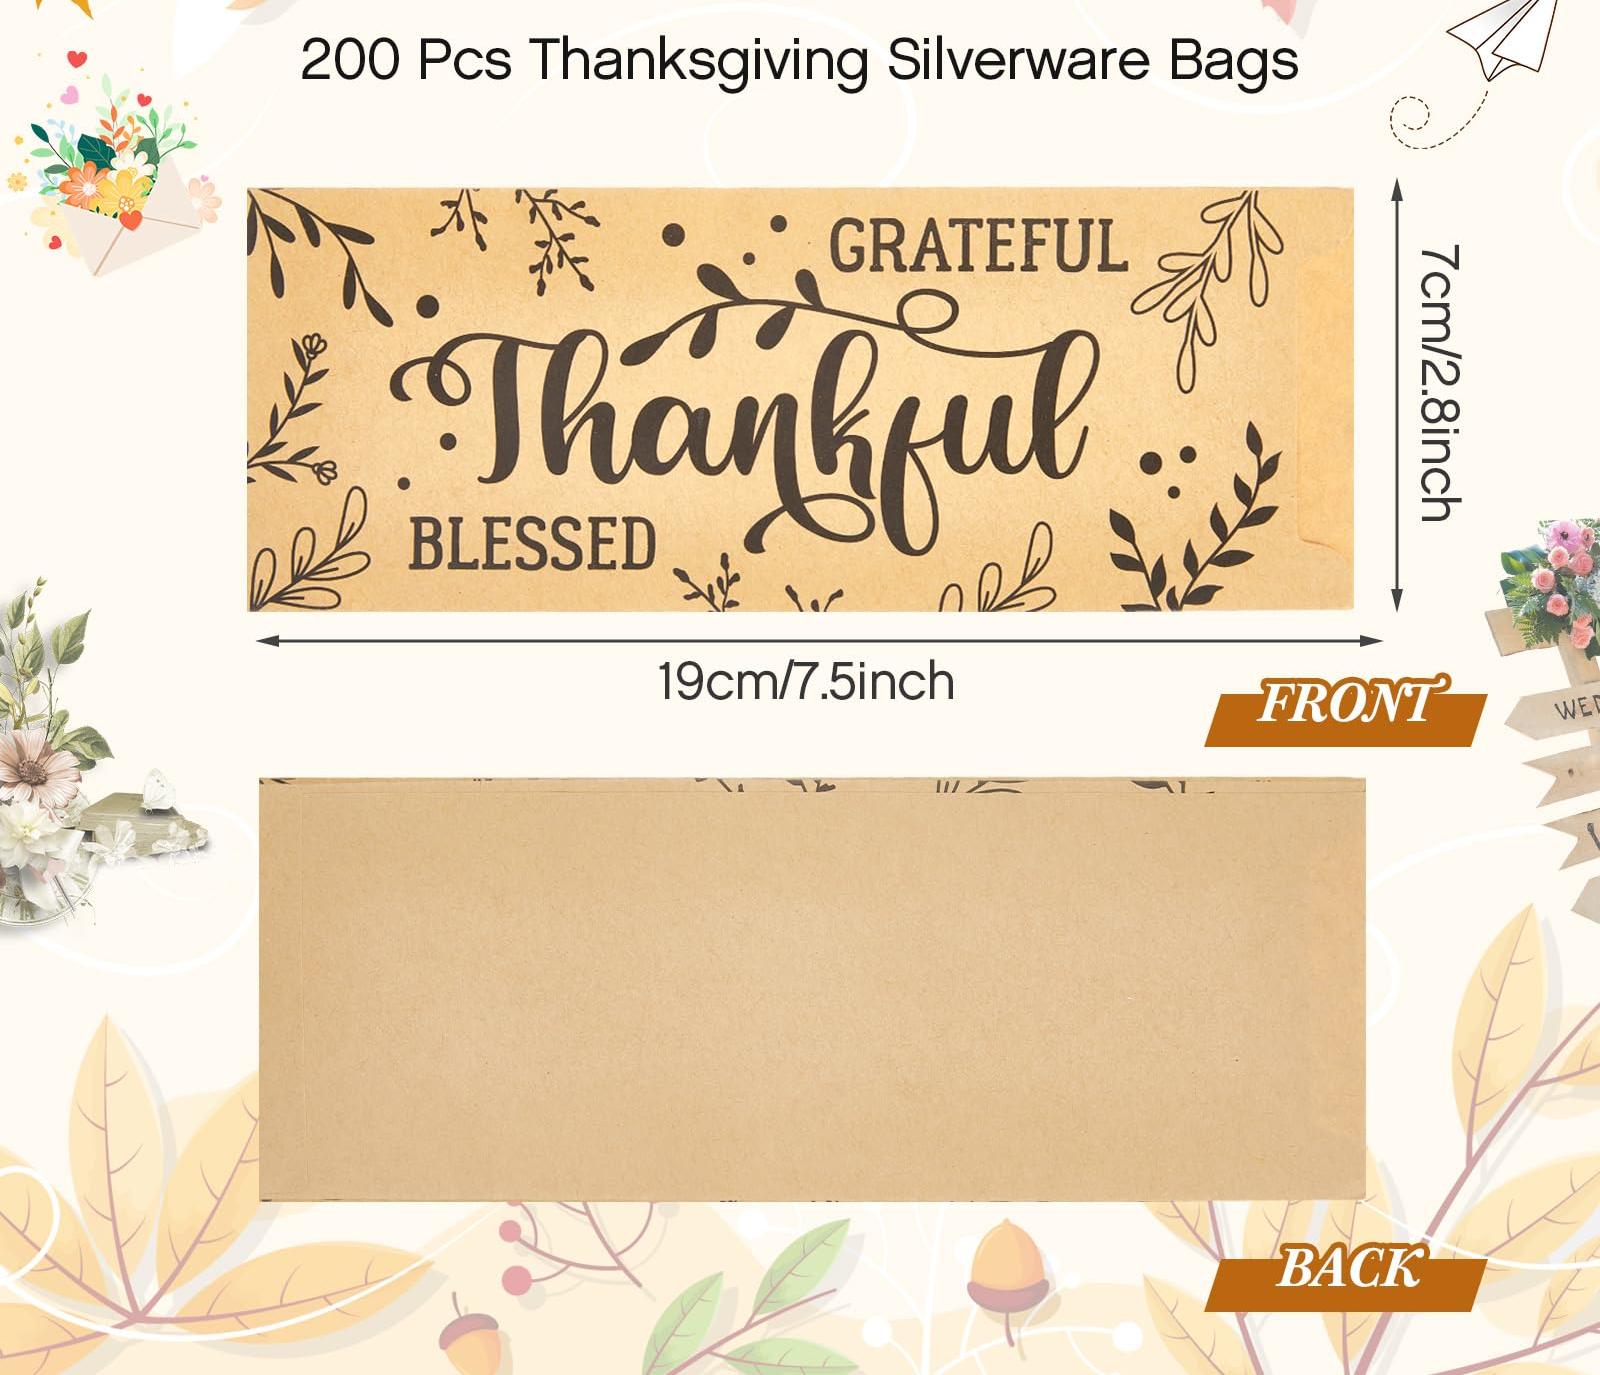 200 Pcs Thanksgiving Silverware Bags
GRATEFUL
Thankful
BLESSED
7cm/2.8inch
19cm/7.5inch
FRONT
BACK